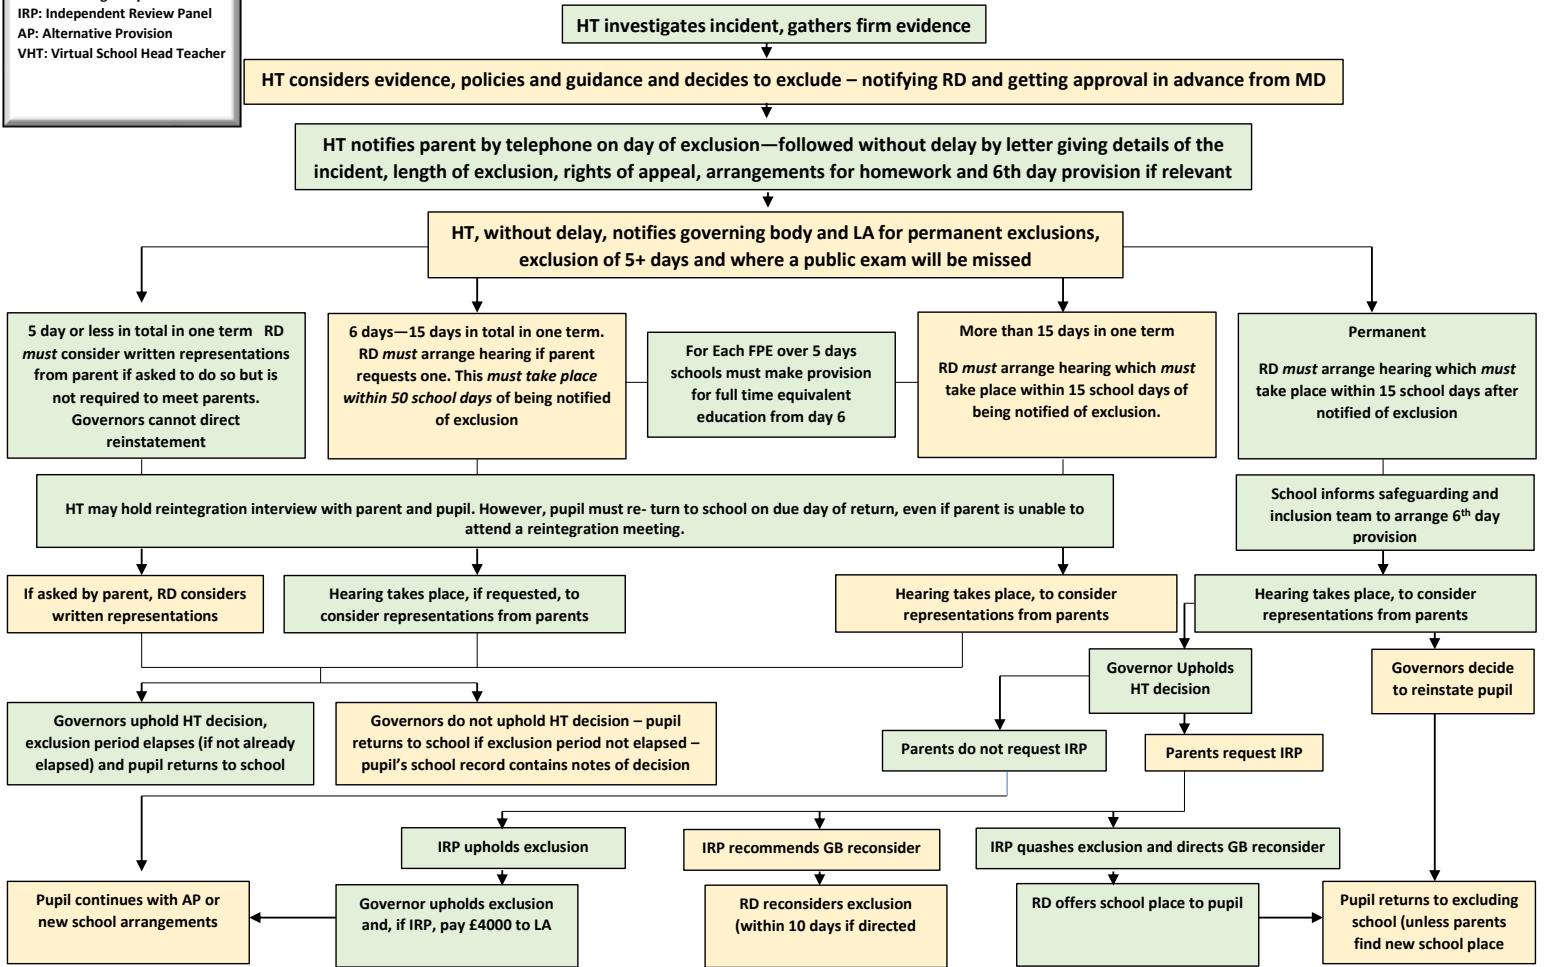 IRP: Independent Review Panel
AP: Alternative Provision
VHT: Virtual School Head Teacher
HT investigates incident, gathers firm evidence
HT considers evidence, policies and guidance and decides to exclude – notifying RD and getting approval in advance from MD
HT notifies parent by telephone on day of exclusion—followed without delay by letter giving details of the
incident, length of exclusion, rights of appeal, arrangements for homework and 6th day provision if relevant
HT, without delay, notifies governing body and LA for permanent exclusions,
exclusion of 5+ days and where a public exam will be missed
5 day or less in total in one term RD
must consider written representations
from parent if asked to do so but is
not required to meet parents.
Governors cannot direct
reinstatement
6 days—15 days in total in one term.
RD must arrange hearing if parent
requests one. This must take place
within 50 school days of being notified
of exclusion
For Each FPE over 5 days
schools must make provision
for full time equivalent
education from day 6
More than 15 days in one term
RD must arrange hearing which must
take place within 15 school days of
being notified of exclusion.
Permanent
RD must arrange hearing which must
take place within 15 school days after
notified of exclusion
HT may hold reintegration interview with parent and pupil. However, pupil must re- turn to school on due day of return, even if parent is unable to
attend a reintegration meeting.
School informs safeguarding and
inclusion team to arrange 6th day
provision
If asked by parent, RD considers
written representations
Hearing takes place, if requested, to
consider representations from parents
Hearing takes place, to consider
representations from parents
Hearing takes place, to consider
representations from parents
Governor Upholds
HT decision
Governors decide
to reinstate pupil
Governors uphold HT decision,
exclusion period elapses (if not already
elapsed) and pupil returns to school
Governors do not uphold HT decision – pupil
returns to school if exclusion period not elapsed –
pupil's school record contains notes of decision
Parents do not request IRP
Parents request IRP
IRP upholds exclusion
IRP recommends GB reconsider
IRP quashes exclusion and directs GB reconsider
Pupil continues with AP or
new school arrangements
Governor upholds exclusion
and, if IRP, pay £4000 to LA
RD reconsiders exclusion
(within 10 days if directed
RD offers school place to pupil
Pupil returns to excluding
school (unless parents
find new school place